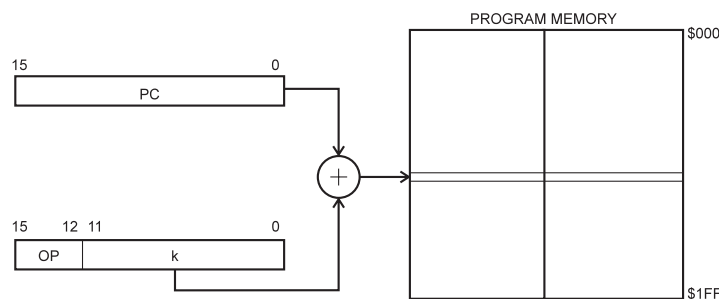 PROGRAM MEMORY
$000
15 0
PC
+
15 12 11 0
OP k
$1FF